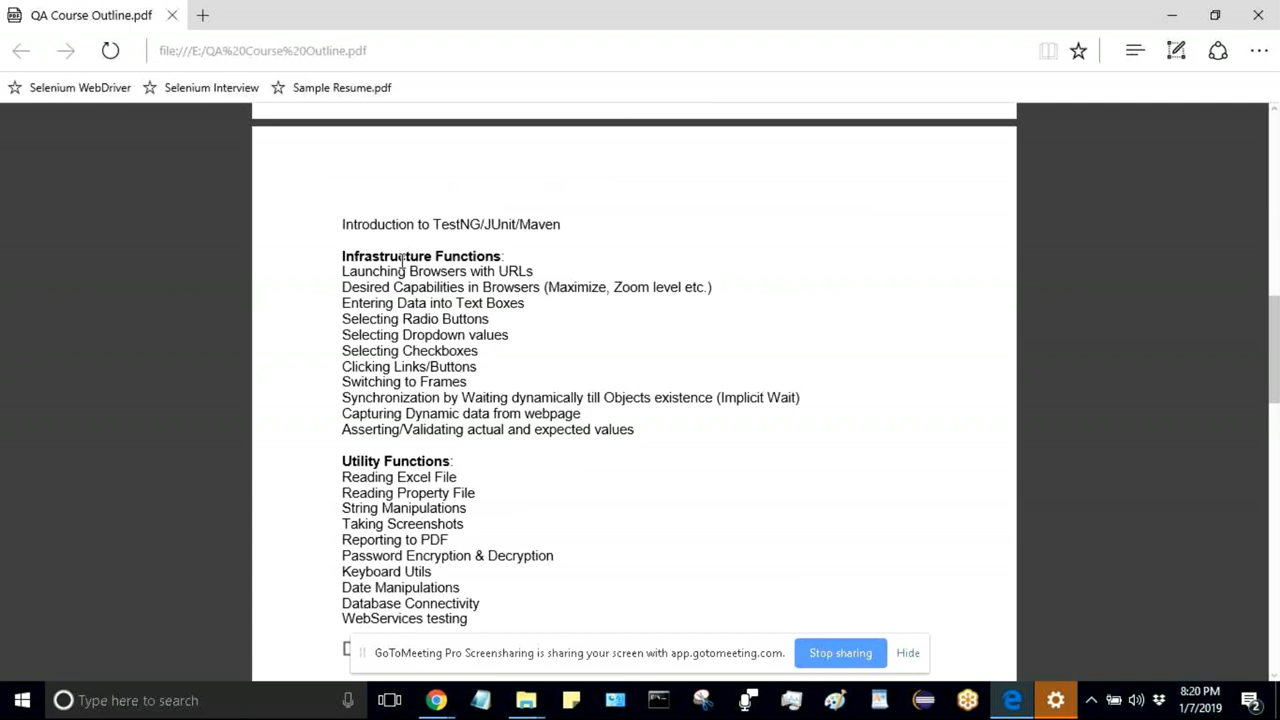 QA Course Outline.pdf
file:///E:/QA%20Course%20Outline.pdf
Selenium WebDriver
Selenium Interview
Sample Resume.pdf
Introduction to TestNG/JUnit/Maven
Infrastructure Functions:
Launching Browsers with URLs
Desired Capabilities in Browsers (Maximize, Zoom level etc.)
Entering Data into Text Boxes
Selecting Radio Buttons
Selecting Dropdown values
Selecting Checkboxes
Clicking Links/Buttons
Switching to Frames
Synchronization by Waiting dynamically till Objects existence (Implicit Wait)
Capturing Dynamic data from webpage
Asserting/Validating actual and expected values
Utility Functions:
Reading Excel File
Reading Property File
String Manipulations
Taking Screenshots
Reporting to PDF
Password Encryption & Decryption
Keyboard Utils
Date Manipulations
Database Connectivity
WebServices testing
GoToMeeting Pro Screensharing is sharing your screen with app.gotomeeting.com.
Stop sharing
Hide
Type here to search
8:20 PM
1/7/2019
2